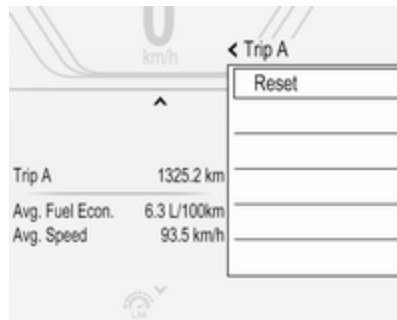 0
km/h
< Trip A
Reset
Trip A 1325.2 km
Avg. Fuel Econ. 6.3 L/100km
Avg. Speed 93.5 km/h
LIM